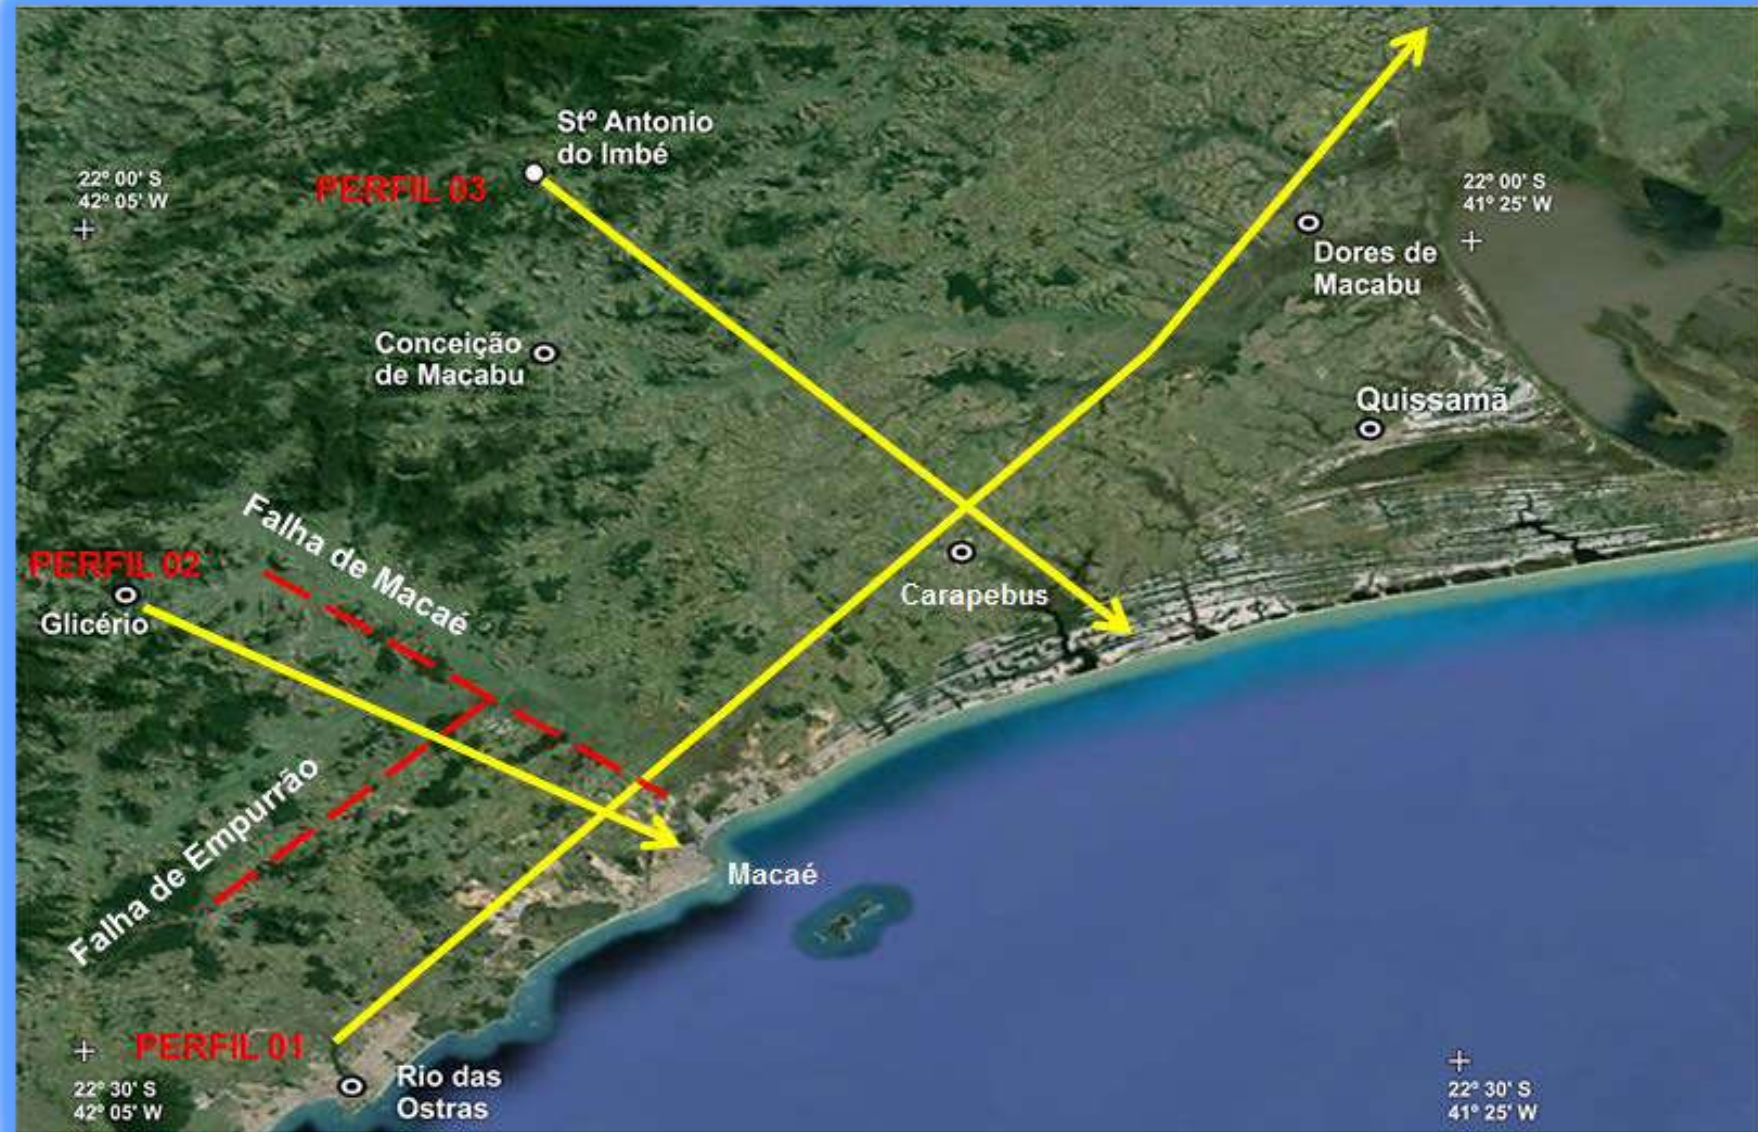 Stº Antonio
do Imbé
PERFIL 03
22º 00' S
42º 05' W
22º 00' S
41º 25' W
Dores de
Macabu
Conceição
de Macabu
Quissamã
Falha de Macaé
PERFIL 02
Glicério
Carapebus
Falha de Empurrão
Macaé
PERFIL 01
Rio das
Ostras
22º 30' S
42º 05' W
22º 30' S
41º 25' W